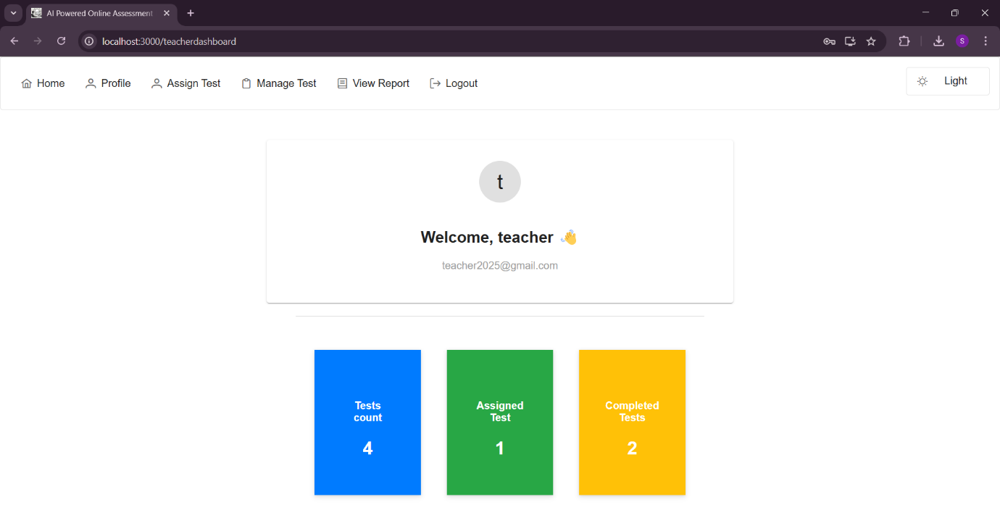 AI Powered Online Assessment
localhost:3000/teacherdashboard
S
Home Profile Assign Test Manage Test View Report Logout
Light
t
Welcome, teacher 👋
teacher2025@gmail.com
Tests
count
4
Assigned
Test
1
Completed
Tests
2